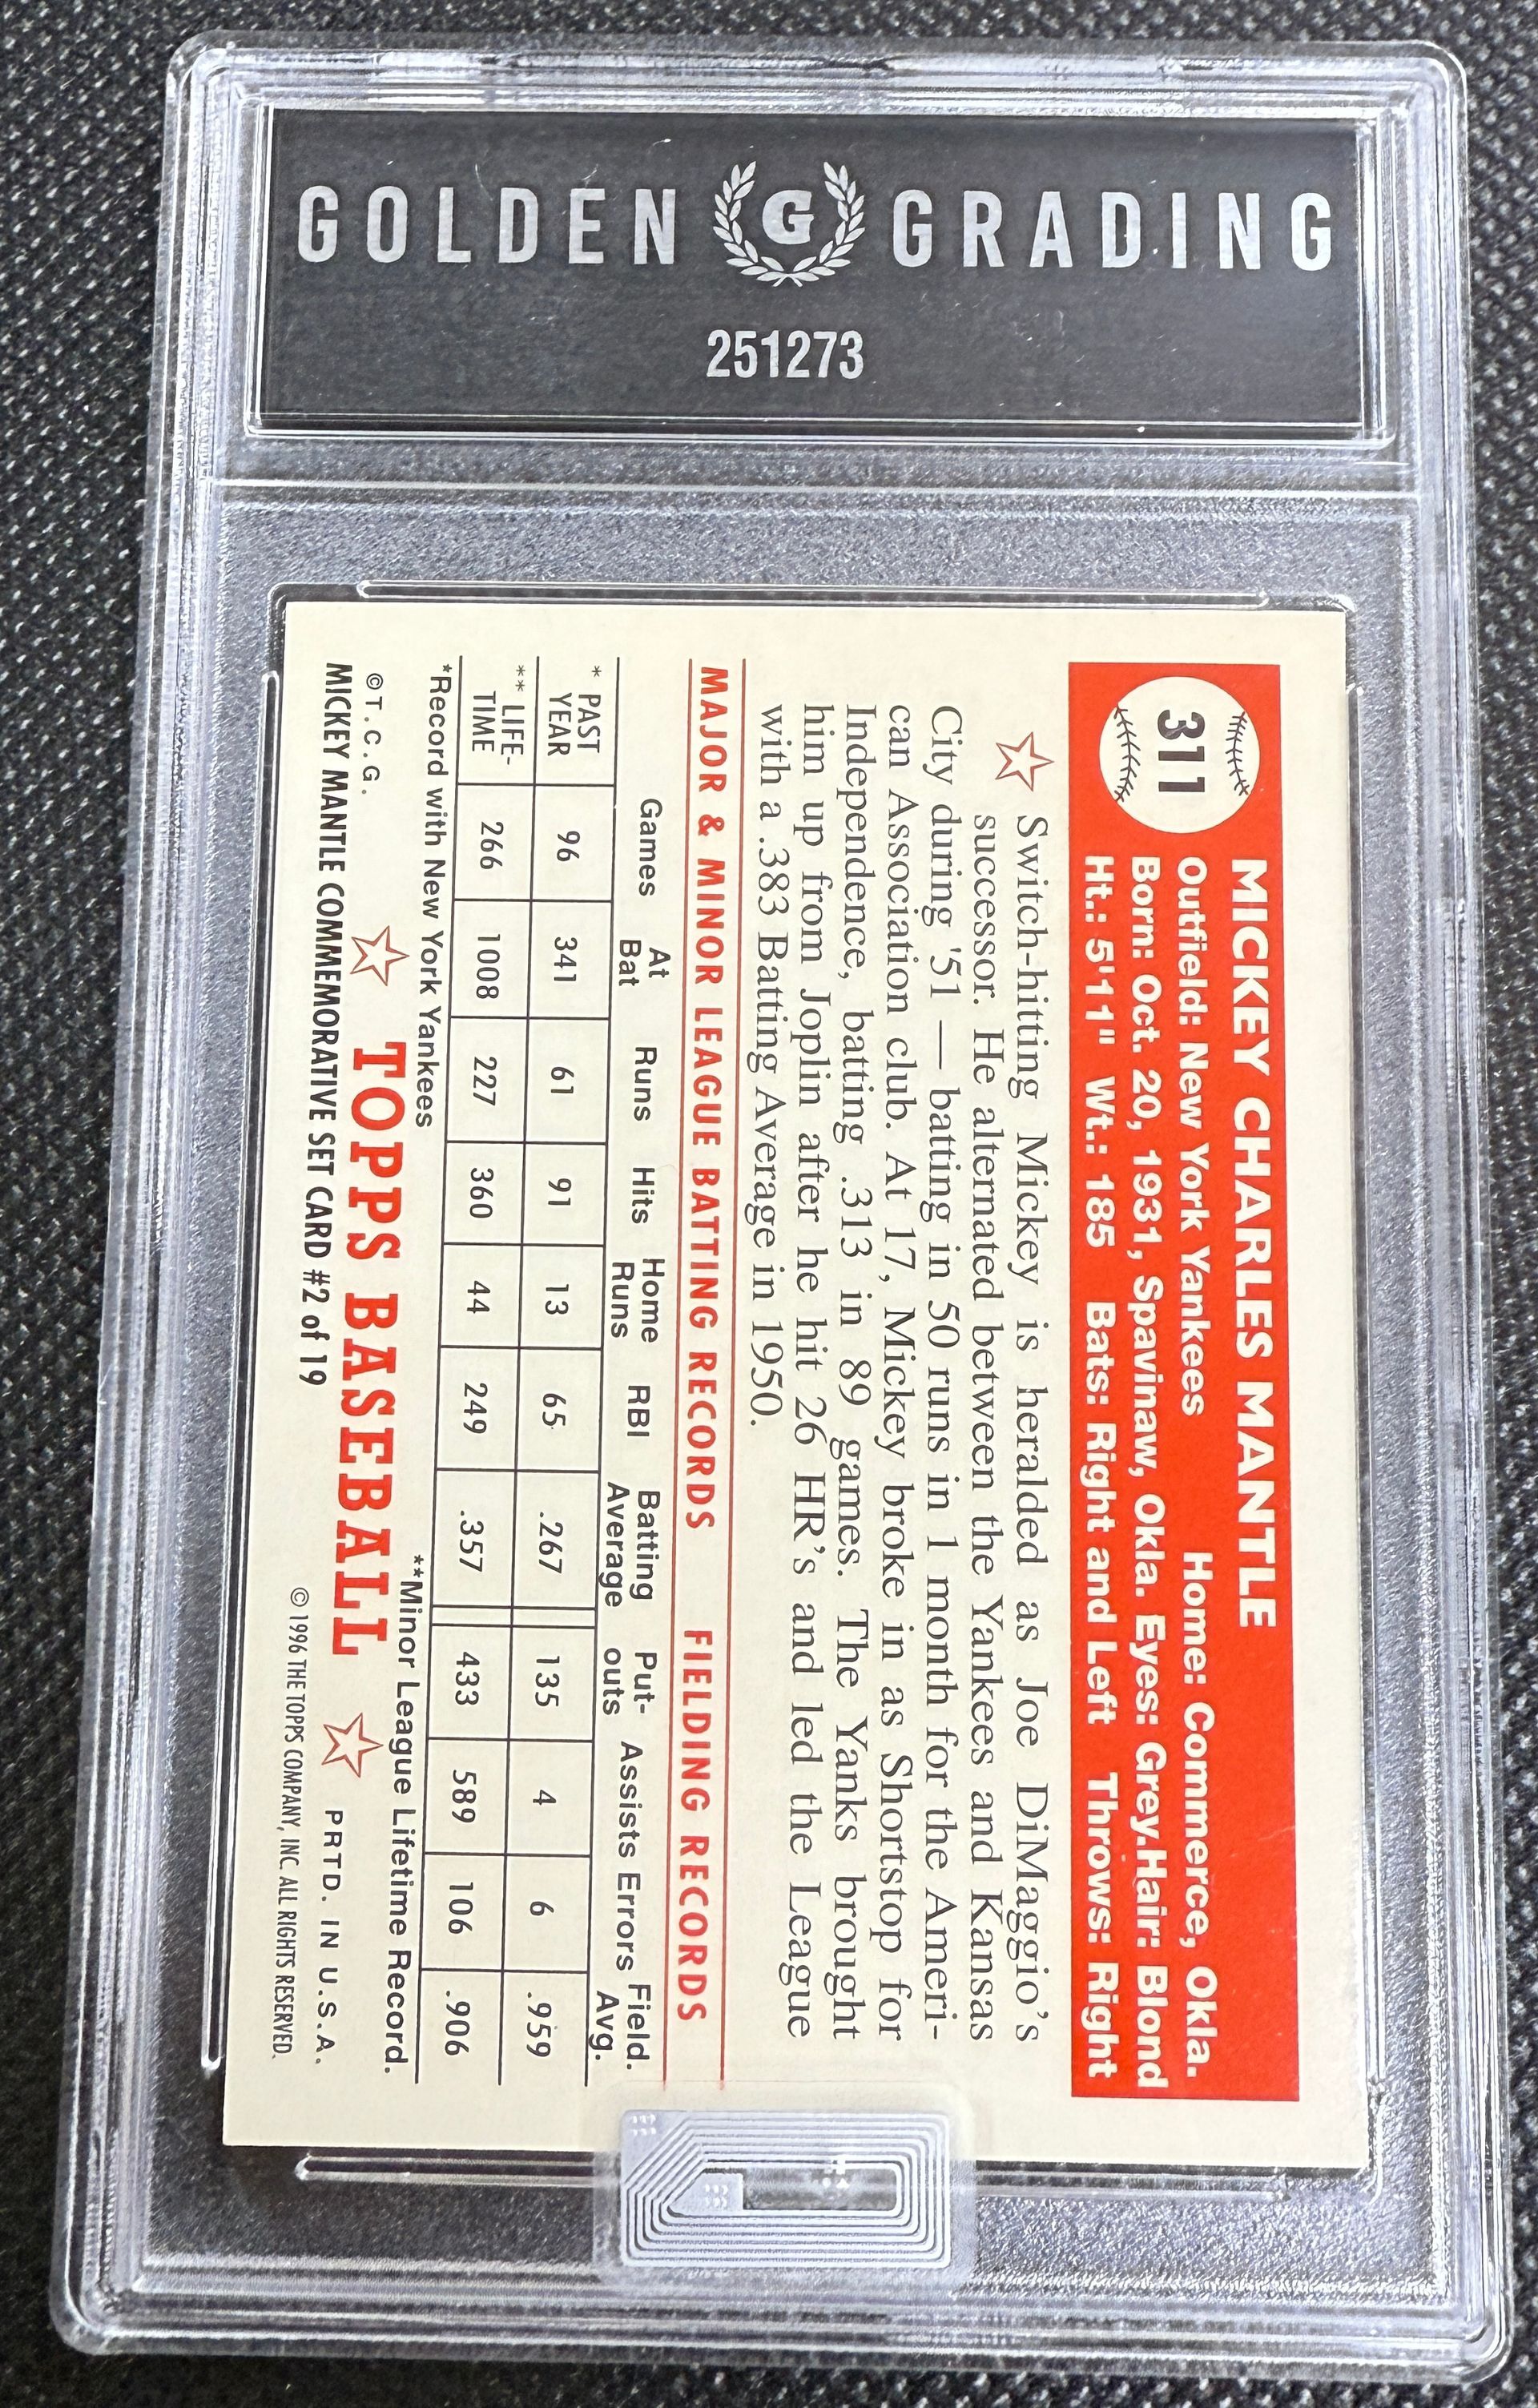 GOLDEN G GRADING
251273
311
MICKEY CHARLES MANTLE
Outfield: New York Yankees Home: Commerce, Okla.
Born: Oct. 20, 1931, Spavinaw, Okla. Eyes: Grey.Hair: Blond
Ht.: 5'11" Wt.: 185 Bats: Right and Left Throws: Right
Switch-hitting Mickey is heralded as Joe DiMaggio's
successor. He alternated between the Yankees and Kansas
City during '51 — batting in 50 runs in 1 month for the Ameri-
can Association club. At 17, Mickey broke in as Shortstop for
Independence, batting .313 in 89 games. The Yanks brought
him up from Joplin after he hit 26 HR's and led the League
with a .383 Batting Average in 1950.
MAJOR & MINOR LEAGUE BATTING RECORDS FIELDING RECORDS
Games At Bat Runs Hits Home Runs RBI Batting Average Put-outs Assists Errors Field. Avg.
* PAST YEAR 96 341 61 91 13 65 .267 135 4 6 .959
** LIFE-TIME 266 1008 227 360 44 249 .357 433 589 106 .906
*Record with New York Yankees **Minor League Lifetime Record.
©T.C.G. TOPPS BASEBALL PRTD. IN U.S.A.
MICKEY MANTLE COMMEMORATIVE SET CARD #2 of 19 ©1996 THE TOPPS COMPANY, INC. ALL RIGHTS RESERVED.